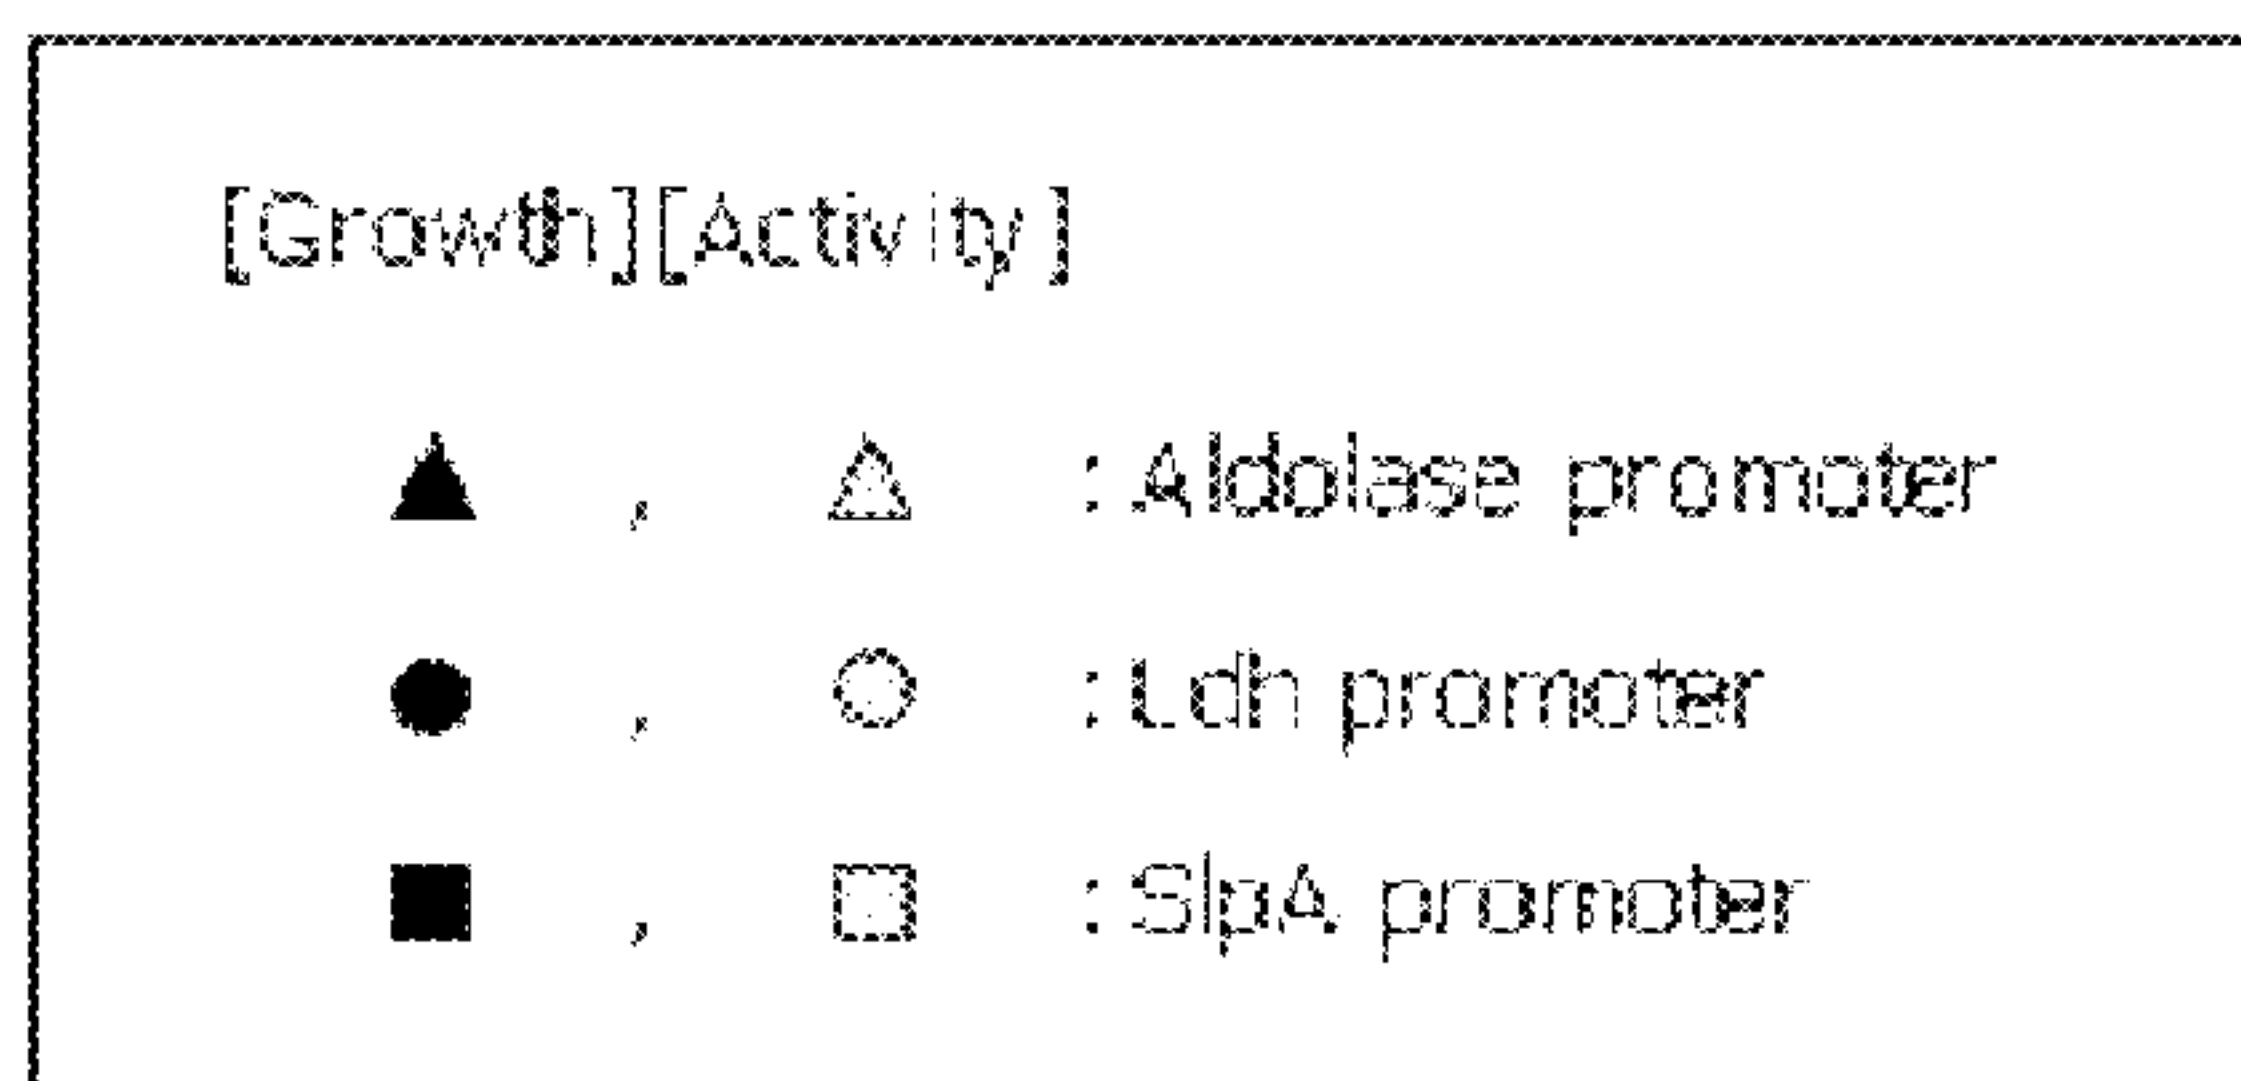 [Growth][Activity]
▲ , △ : Aldolase promoter
● , ○ : Ldh promoter
■ , □ : SlpA promoter